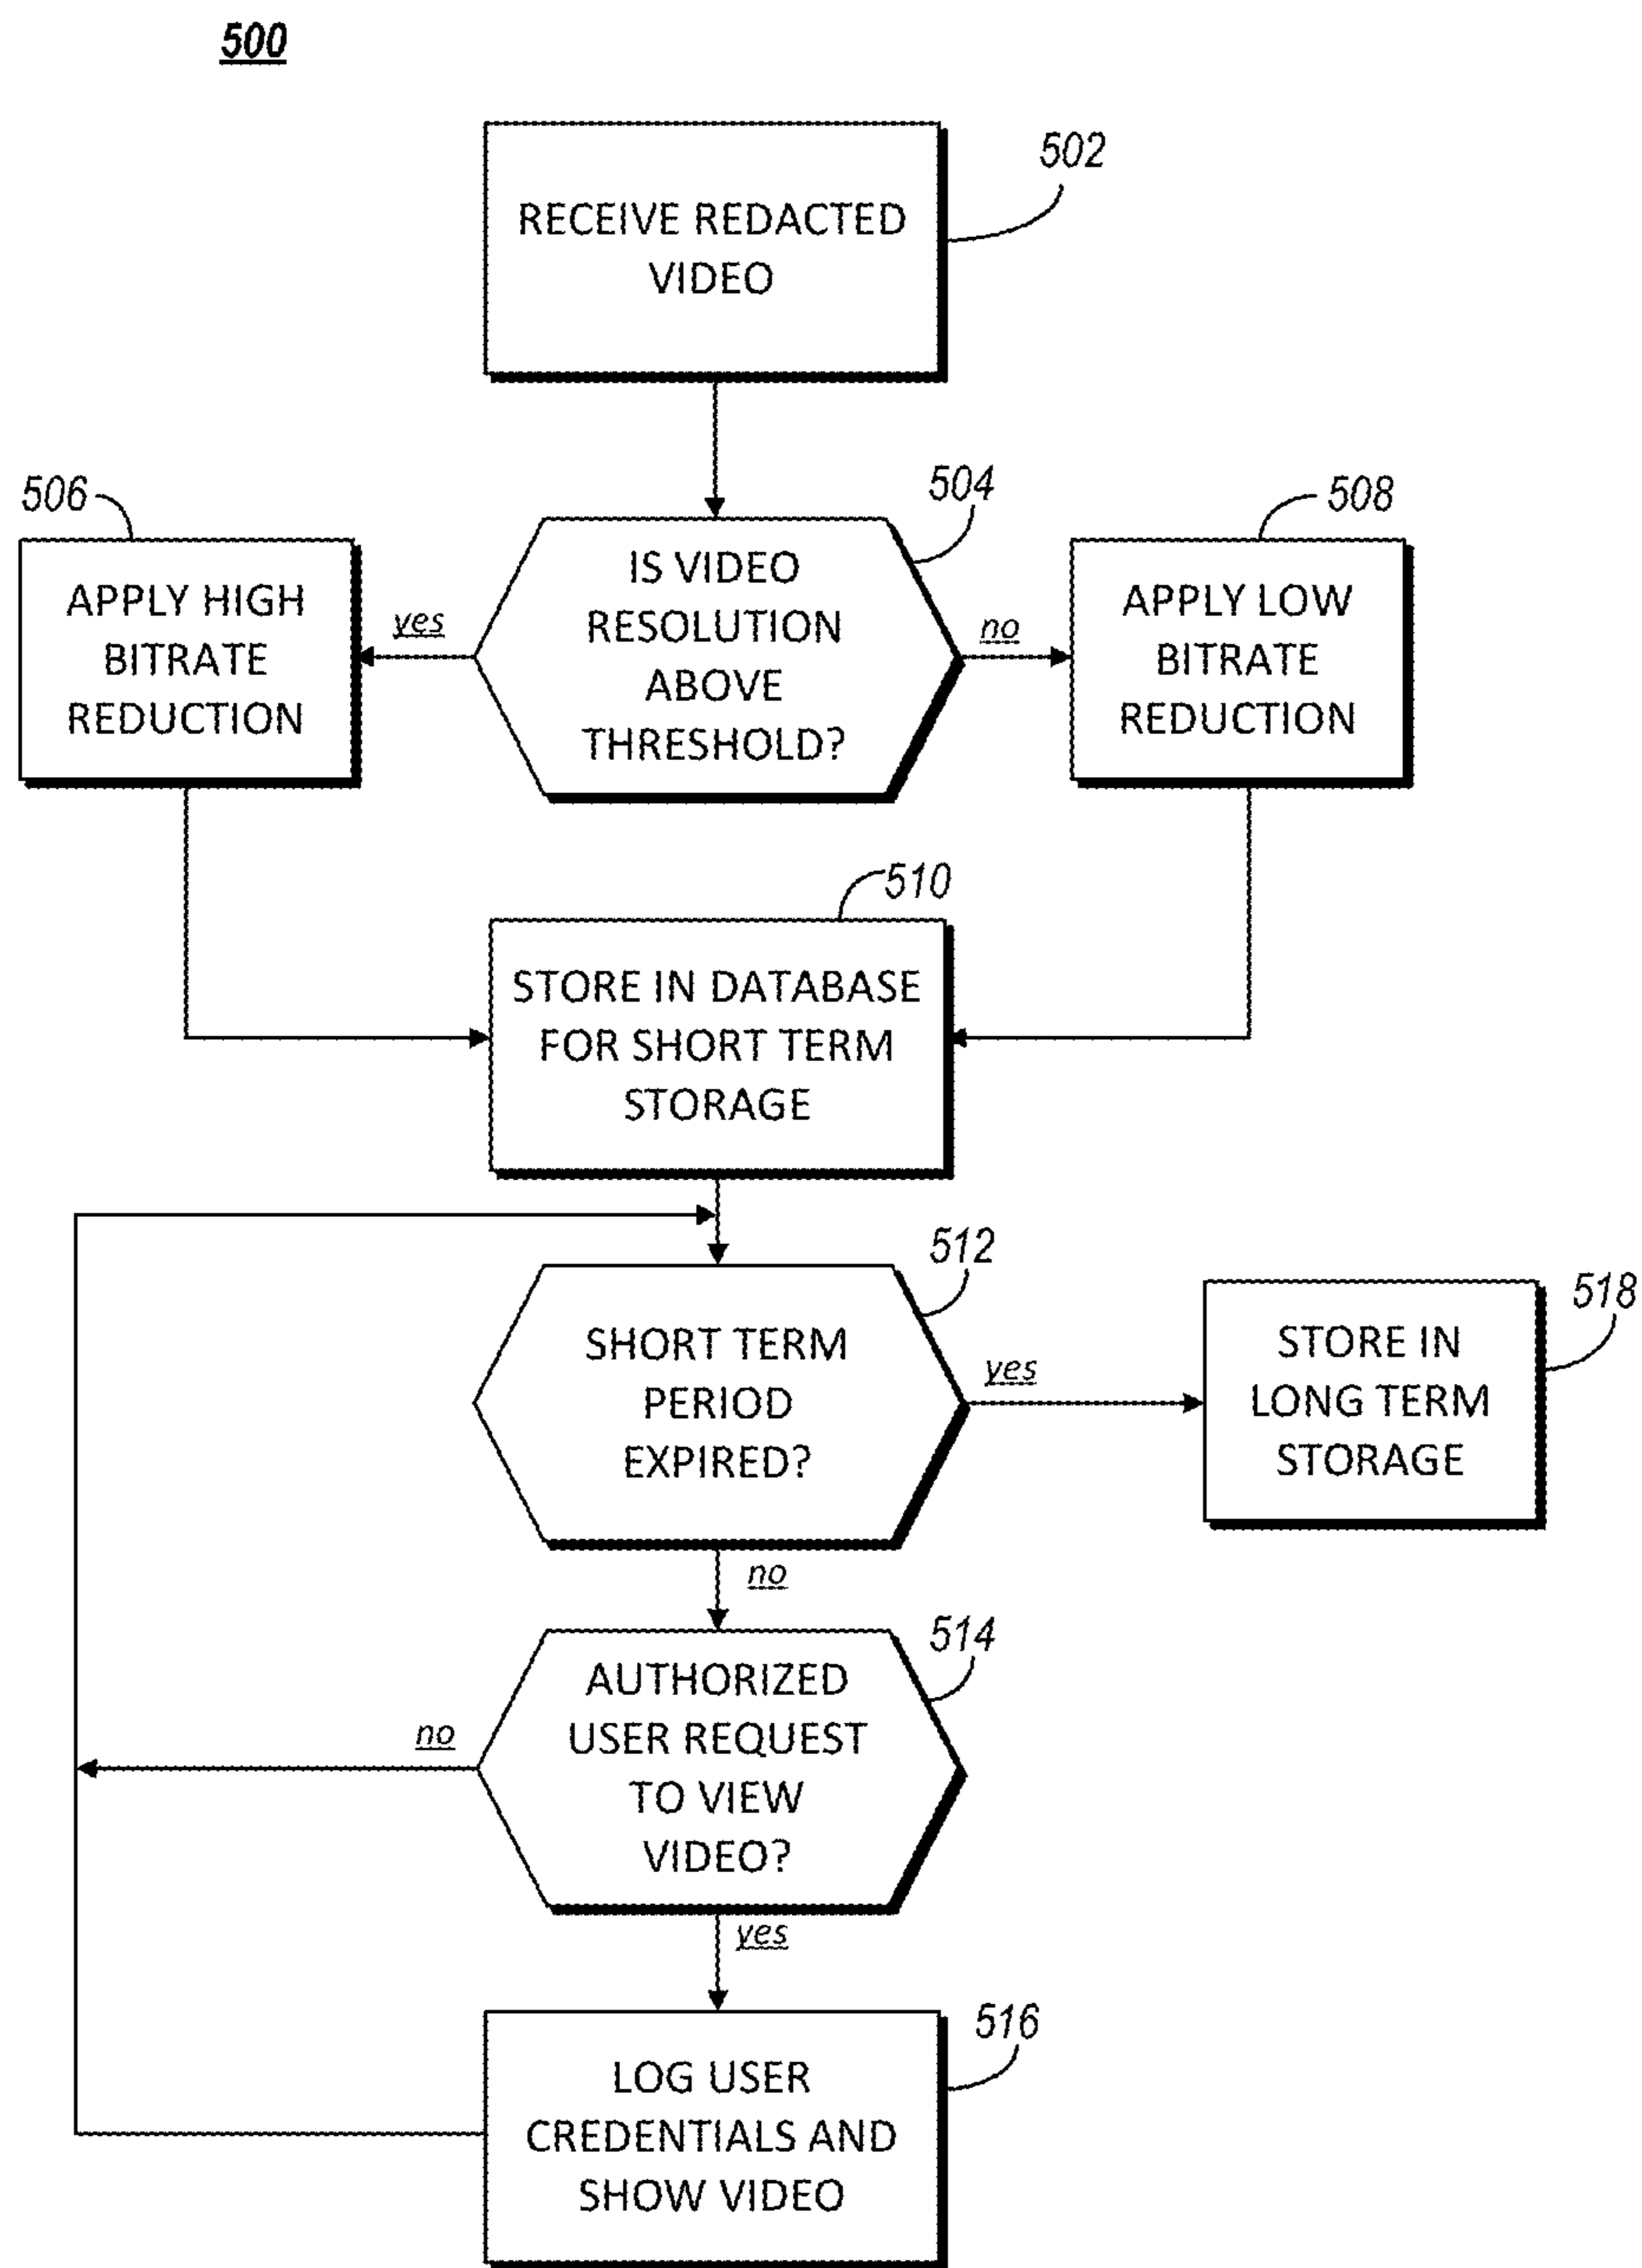 500
RECEIVE REDACTED
VIDEO
502
504
IS VIDEO
RESOLUTION
ABOVE
THRESHOLD?
yes
no
506
APPLY HIGH
BITRATE
REDUCTION
508
APPLY LOW
BITRATE
REDUCTION
510
STORE IN DATABASE
FOR SHORT TERM
STORAGE
512
SHORT TERM
PERIOD
EXPIRED?
yes
518
STORE IN
LONG TERM
STORAGE
no
514
AUTHORIZED
USER REQUEST
TO VIEW
VIDEO?
no
yes
516
LOG USER
CREDENTIALS AND
SHOW VIDEO